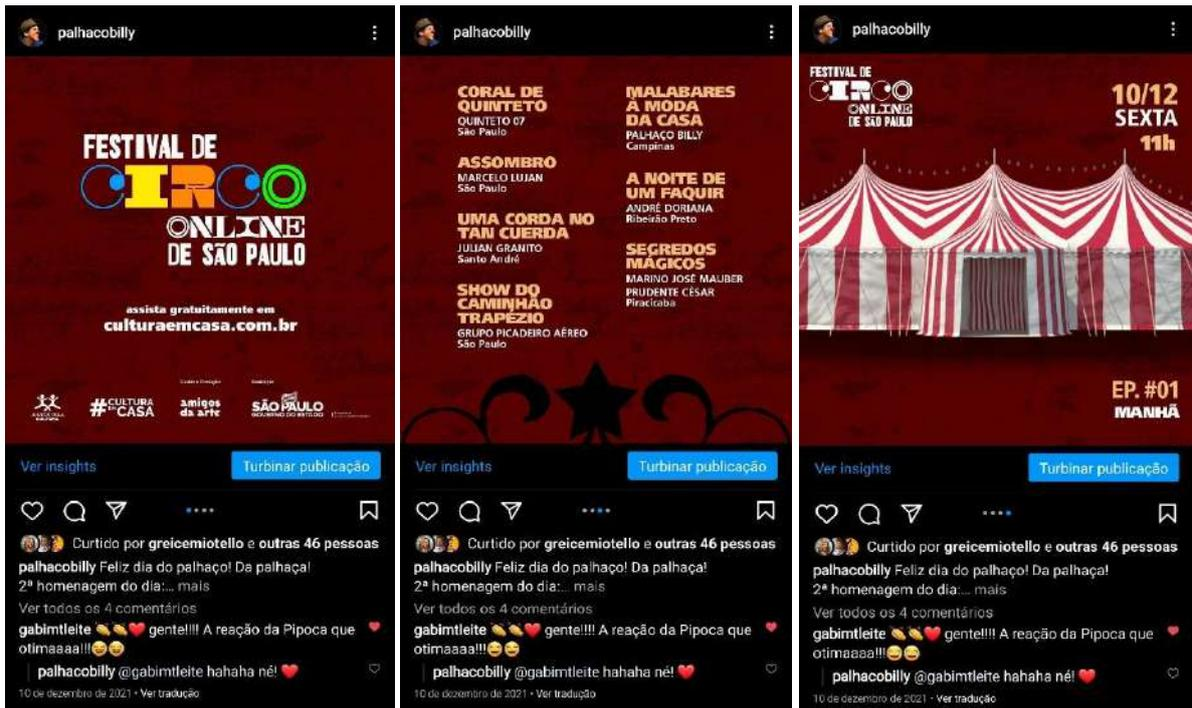 palhacobilly
FESTIVAL DE
CIRCO
ONLINE
DE SÃO PAULO
assista gratuitamente em
culturaemcasa.com.br
#CULTURA
EM CASA
amigos
da arte
SÃO PAULO
GOVERNO DO ESTADO
Ver insights
Turbinar publicação
Curtido por greicemiotello e outras 46 pessoas
palhacobilly Feliz dia do palhaço! Da palhaça!
2ª homenagem do dia:... mais
Ver todos os 4 comentários
gabimtleite 👏👏❤️ gente!!!! A reação da Pipoca que
otimaaaa!!!😂😂
palhacobilly @gabimtleite hahaha né! ❤️
10 de dezembro de 2021 • Ver tradução
palhacobilly
CORAL DE
QUINTETO
QUINTETO 07
São Paulo
ASSOMBRO
MARCELO LUJAN
São Paulo
UMA CORDA NO
TAN CUERDA
JULIAN GRANITO
Santo André
SHOW DO
CAMINHÃO
TRAPÉZIO
GRUPO PICADEIRO AÉREO
São Paulo
MALABARES
À MODA
DA CASA
PALHAÇO BILLY
Campinas
A NOITE DE
UM FAQUIR
ANDRÉ DORIANA
Ribeirão Preto
SEGREDOS
MÁGICOS
MARINO JOSÉ MAUBER
PRUDENTE CÉSAR
Piracicaba
Ver insights
Turbinar publicação
Curtido por greicemiotello e outras 46 pessoas
palhacobilly Feliz dia do palhaço! Da palhaça!
2ª homenagem do dia:... mais
Ver todos os 4 comentários
gabimtleite 👏👏❤️ gente!!!! A reação da Pipoca que
otimaaaa!!!😂😂
palhacobilly @gabimtleite hahaha né! ❤️
10 de dezembro de 2021 • Ver tradução
palhacobilly
FESTIVAL DE
CIRCO
ONLINE
DE SÃO PAULO
10/12
SEXTA
11h
EP. #01
MANHÃ
Ver insights
Turbinar publicação
Curtido por greicemiotello e outras 46 pessoas
palhacobilly Feliz dia do palhaço! Da palhaça!
2ª homenagem do dia:... mais
Ver todos os 4 comentários
gabimtleite 👏👏❤️ gente!!!! A reação da Pipoca que
otimaaaa!!!😂😂
palhacobilly @gabimtleite hahaha né! ❤️
10 de dezembro de 2021 • Ver tradução